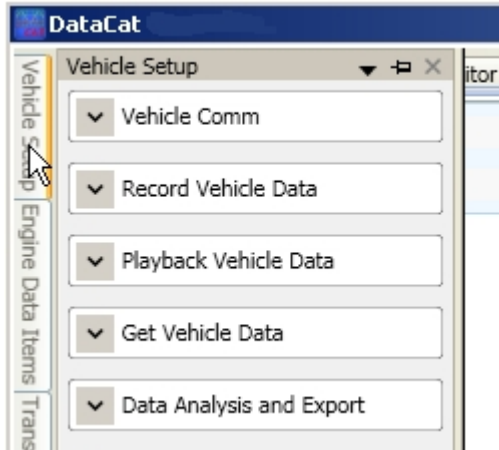 DataCat
Vehicle Setup
itor
Vehicle Setup
Vehicle Comm
Record Vehicle Data
Playback Vehicle Data
Get Vehicle Data
Data Analysis and Export
Engine Data Items
Trans